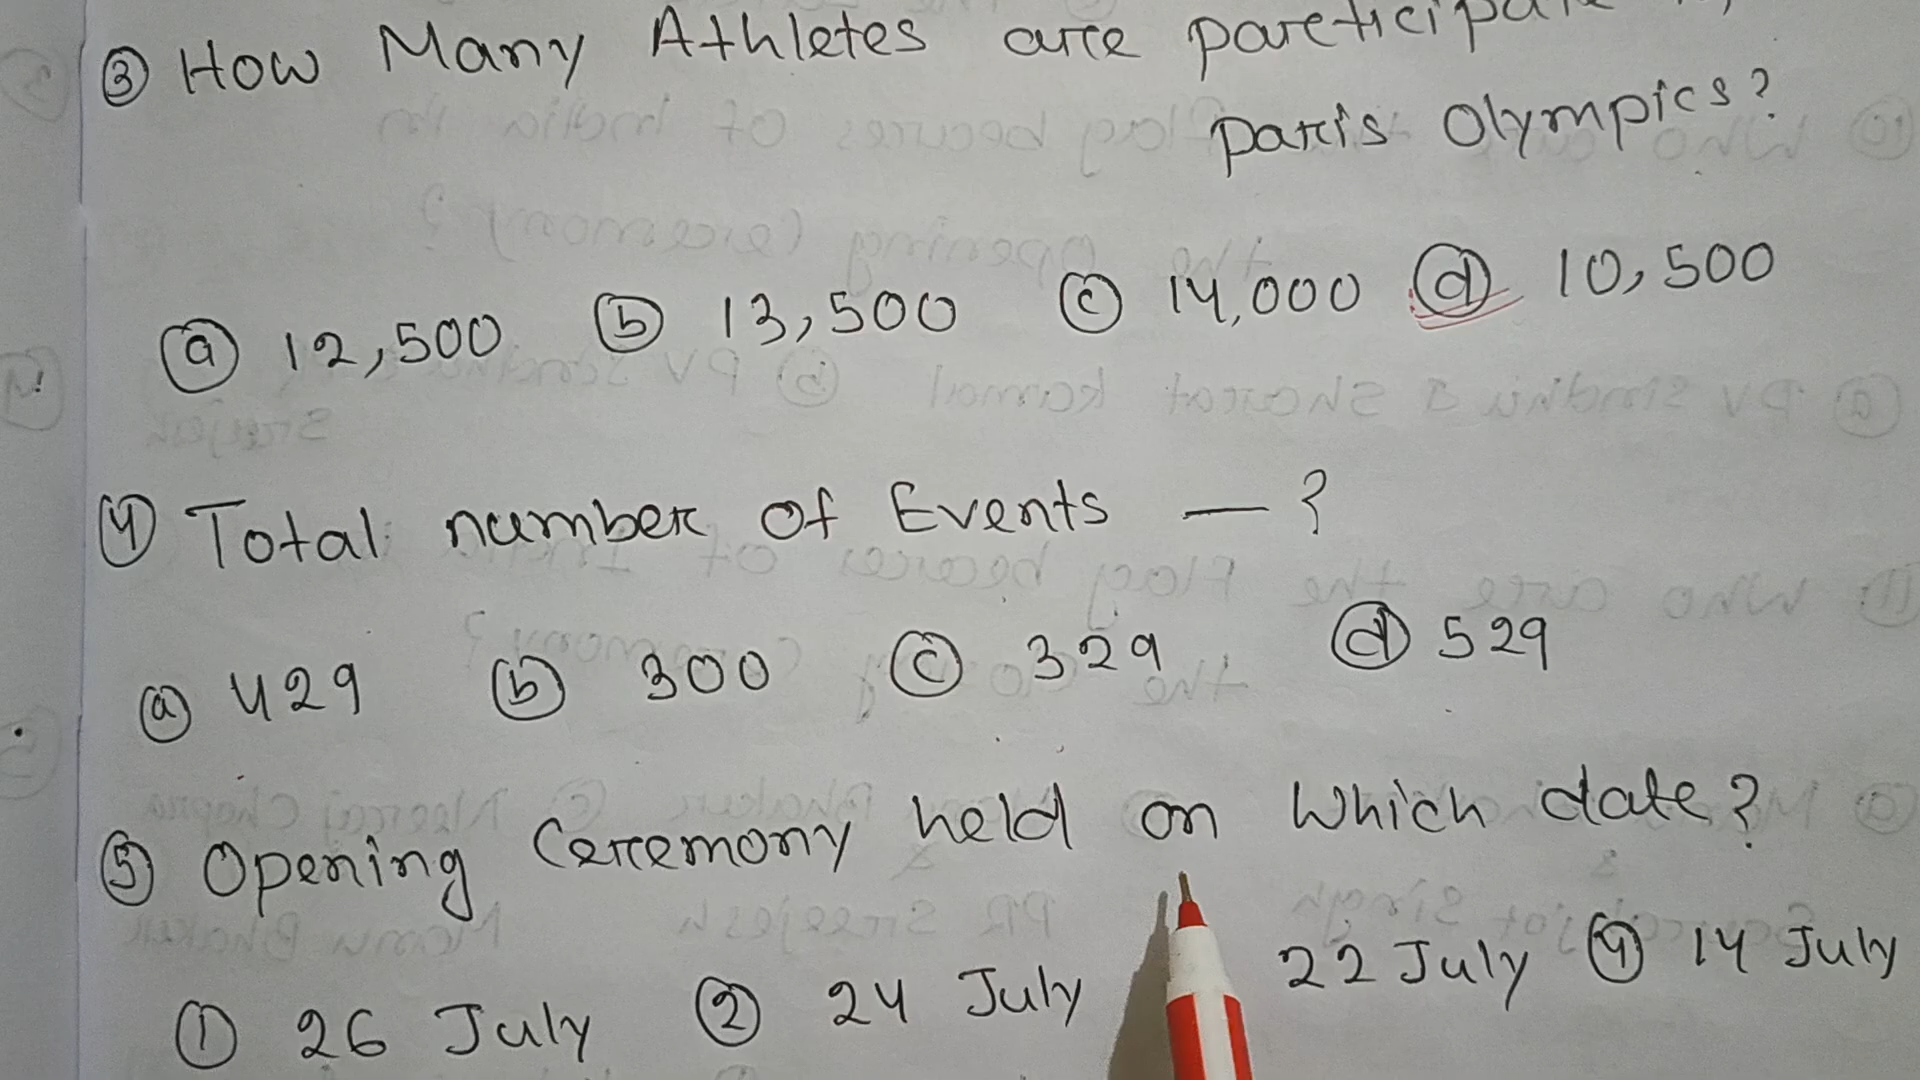 ③ How Many Athletes are participate
paris Olympics?
ⓐ 12,500 ⓑ 13,500 ⓒ 14,000 ⓓ 10,500
④ Total number of Events — ?
ⓐ 429 ⓑ 300 ⓒ 329 ⓓ 529
⑤ Opening Ceremony held on which date?
① 26 July ② 24 July 22 July ④ 14 July